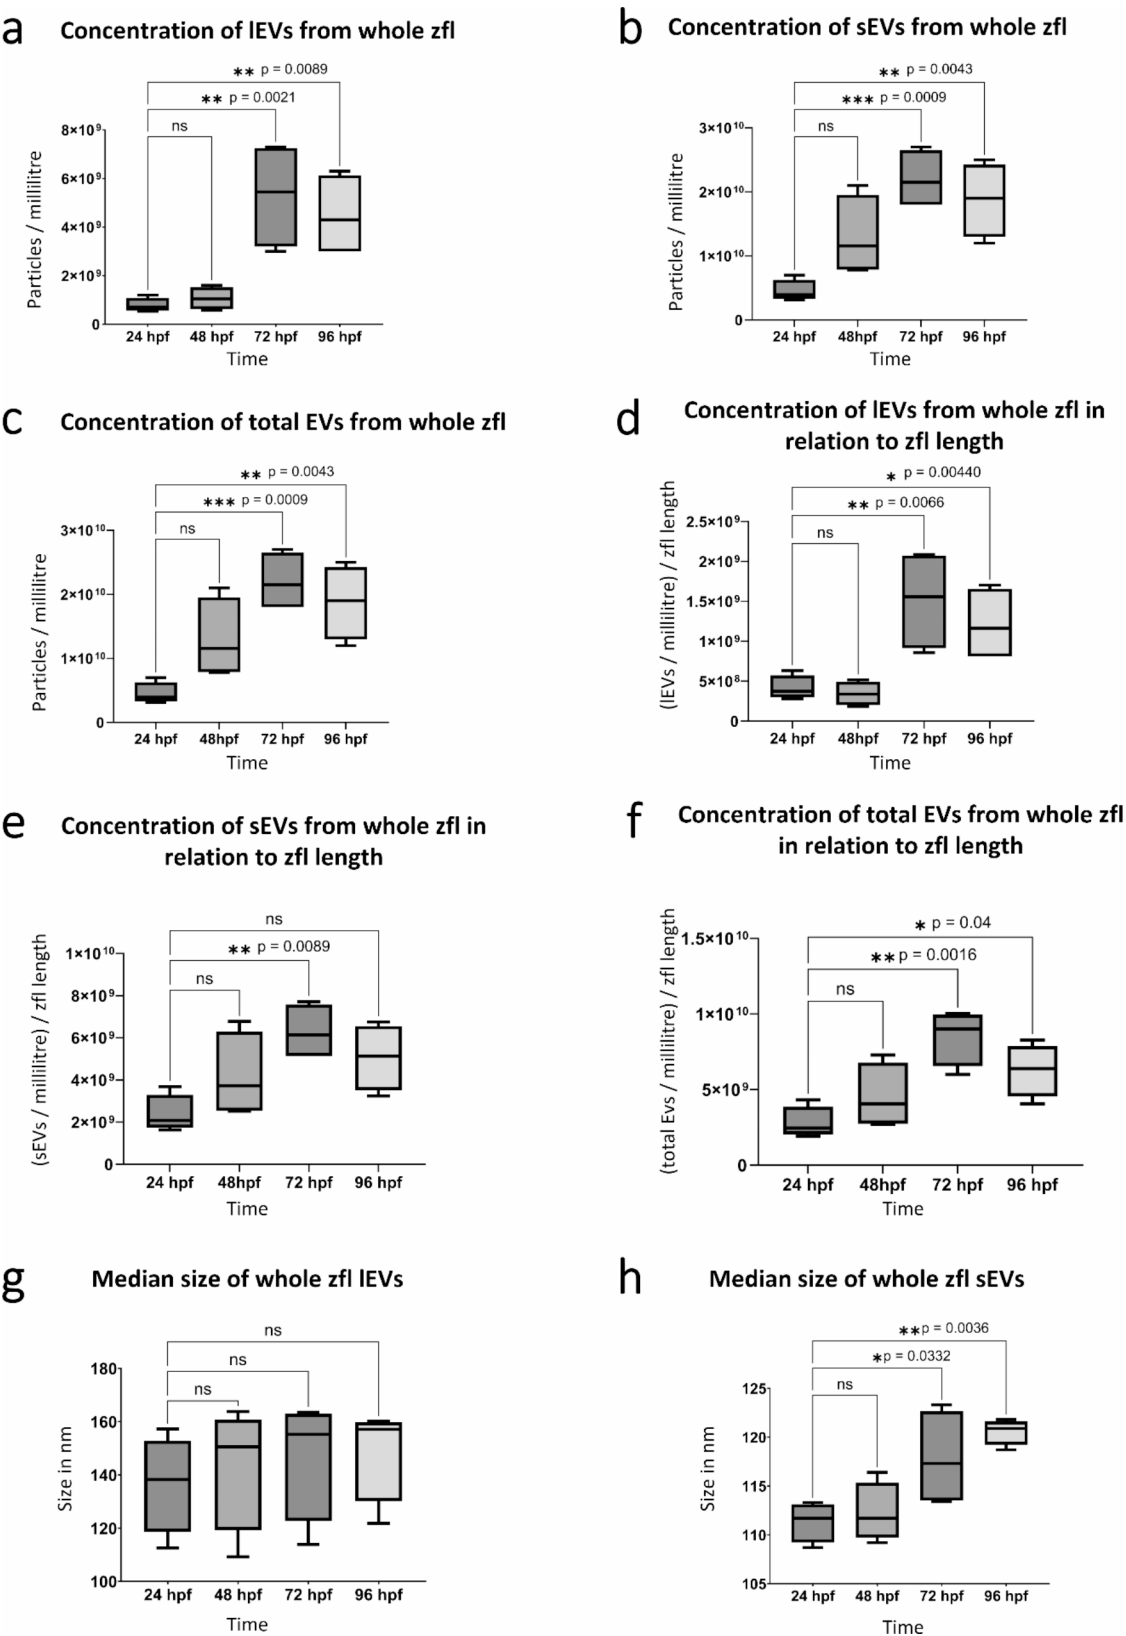 a
Concentration of lEVs from whole zfl
** p = 0.0089
** p = 0.0021
ns
8×10⁹
6×10⁹
4×10⁹
2×10⁹
0
Particles / millilitre
24 hpf 48 hpf 72 hpf 96 hpf
Time
b
Concentration of sEVs from whole zfl
** p = 0.0043
*** p = 0.0009
ns
3×10¹⁰
2×10¹⁰
1×10¹⁰
0
Particles / millilitre
24 hpf 48hpf 72 hpf 96 hpf
Time
c
Concentration of total EVs from whole zfl
** p = 0.0043
*** p = 0.0009
ns
3×10¹⁰
2×10¹⁰
1×10¹⁰
0
Particles / millilitre
24 hpf 48hpf 72 hpf 96 hpf
Time
d
Concentration of lEVs from whole zfl in
relation to zfl length
* p = 0.00440
** p = 0.0066
ns
2.5×10⁹
2×10⁹
1.5×10⁹
1×10⁹
5×10⁸
0
(lEVs / millilitre) / zfl length
24 hpf 48hpf 72 hpf 96 hpf
Time
e
Concentration of sEVs from whole zfl in
relation to zfl length
ns
** p = 0.0089
ns
1×10¹⁰
8×10⁹
6×10⁹
4×10⁹
2×10⁹
0
(sEVs / millilitre) / zfl length
24 hpf 48hpf 72 hpf 96 hpf
Time
f
Concentration of total EVs from whole zfl
in relation to zfl length
* p = 0.04
** p = 0.0016
ns
1.5×10¹⁰
1×10¹⁰
5×10⁹
0
(total Evs / millilitre) / zfl length
24 hpf 48hpf 72 hpf 96 hpf
Time
g
Median size of whole zfl lEVs
ns
ns
ns
180
160
140
120
100
Size in nm
24 hpf 48 hpf 72 hpf 96 hpf
Time
h
Median size of whole zfl sEVs
**p = 0.0036
*p = 0.0332
ns
125
120
115
110
105
Size in nm
24 hpf 48 hpf 72 hpf 96 hpf
Time